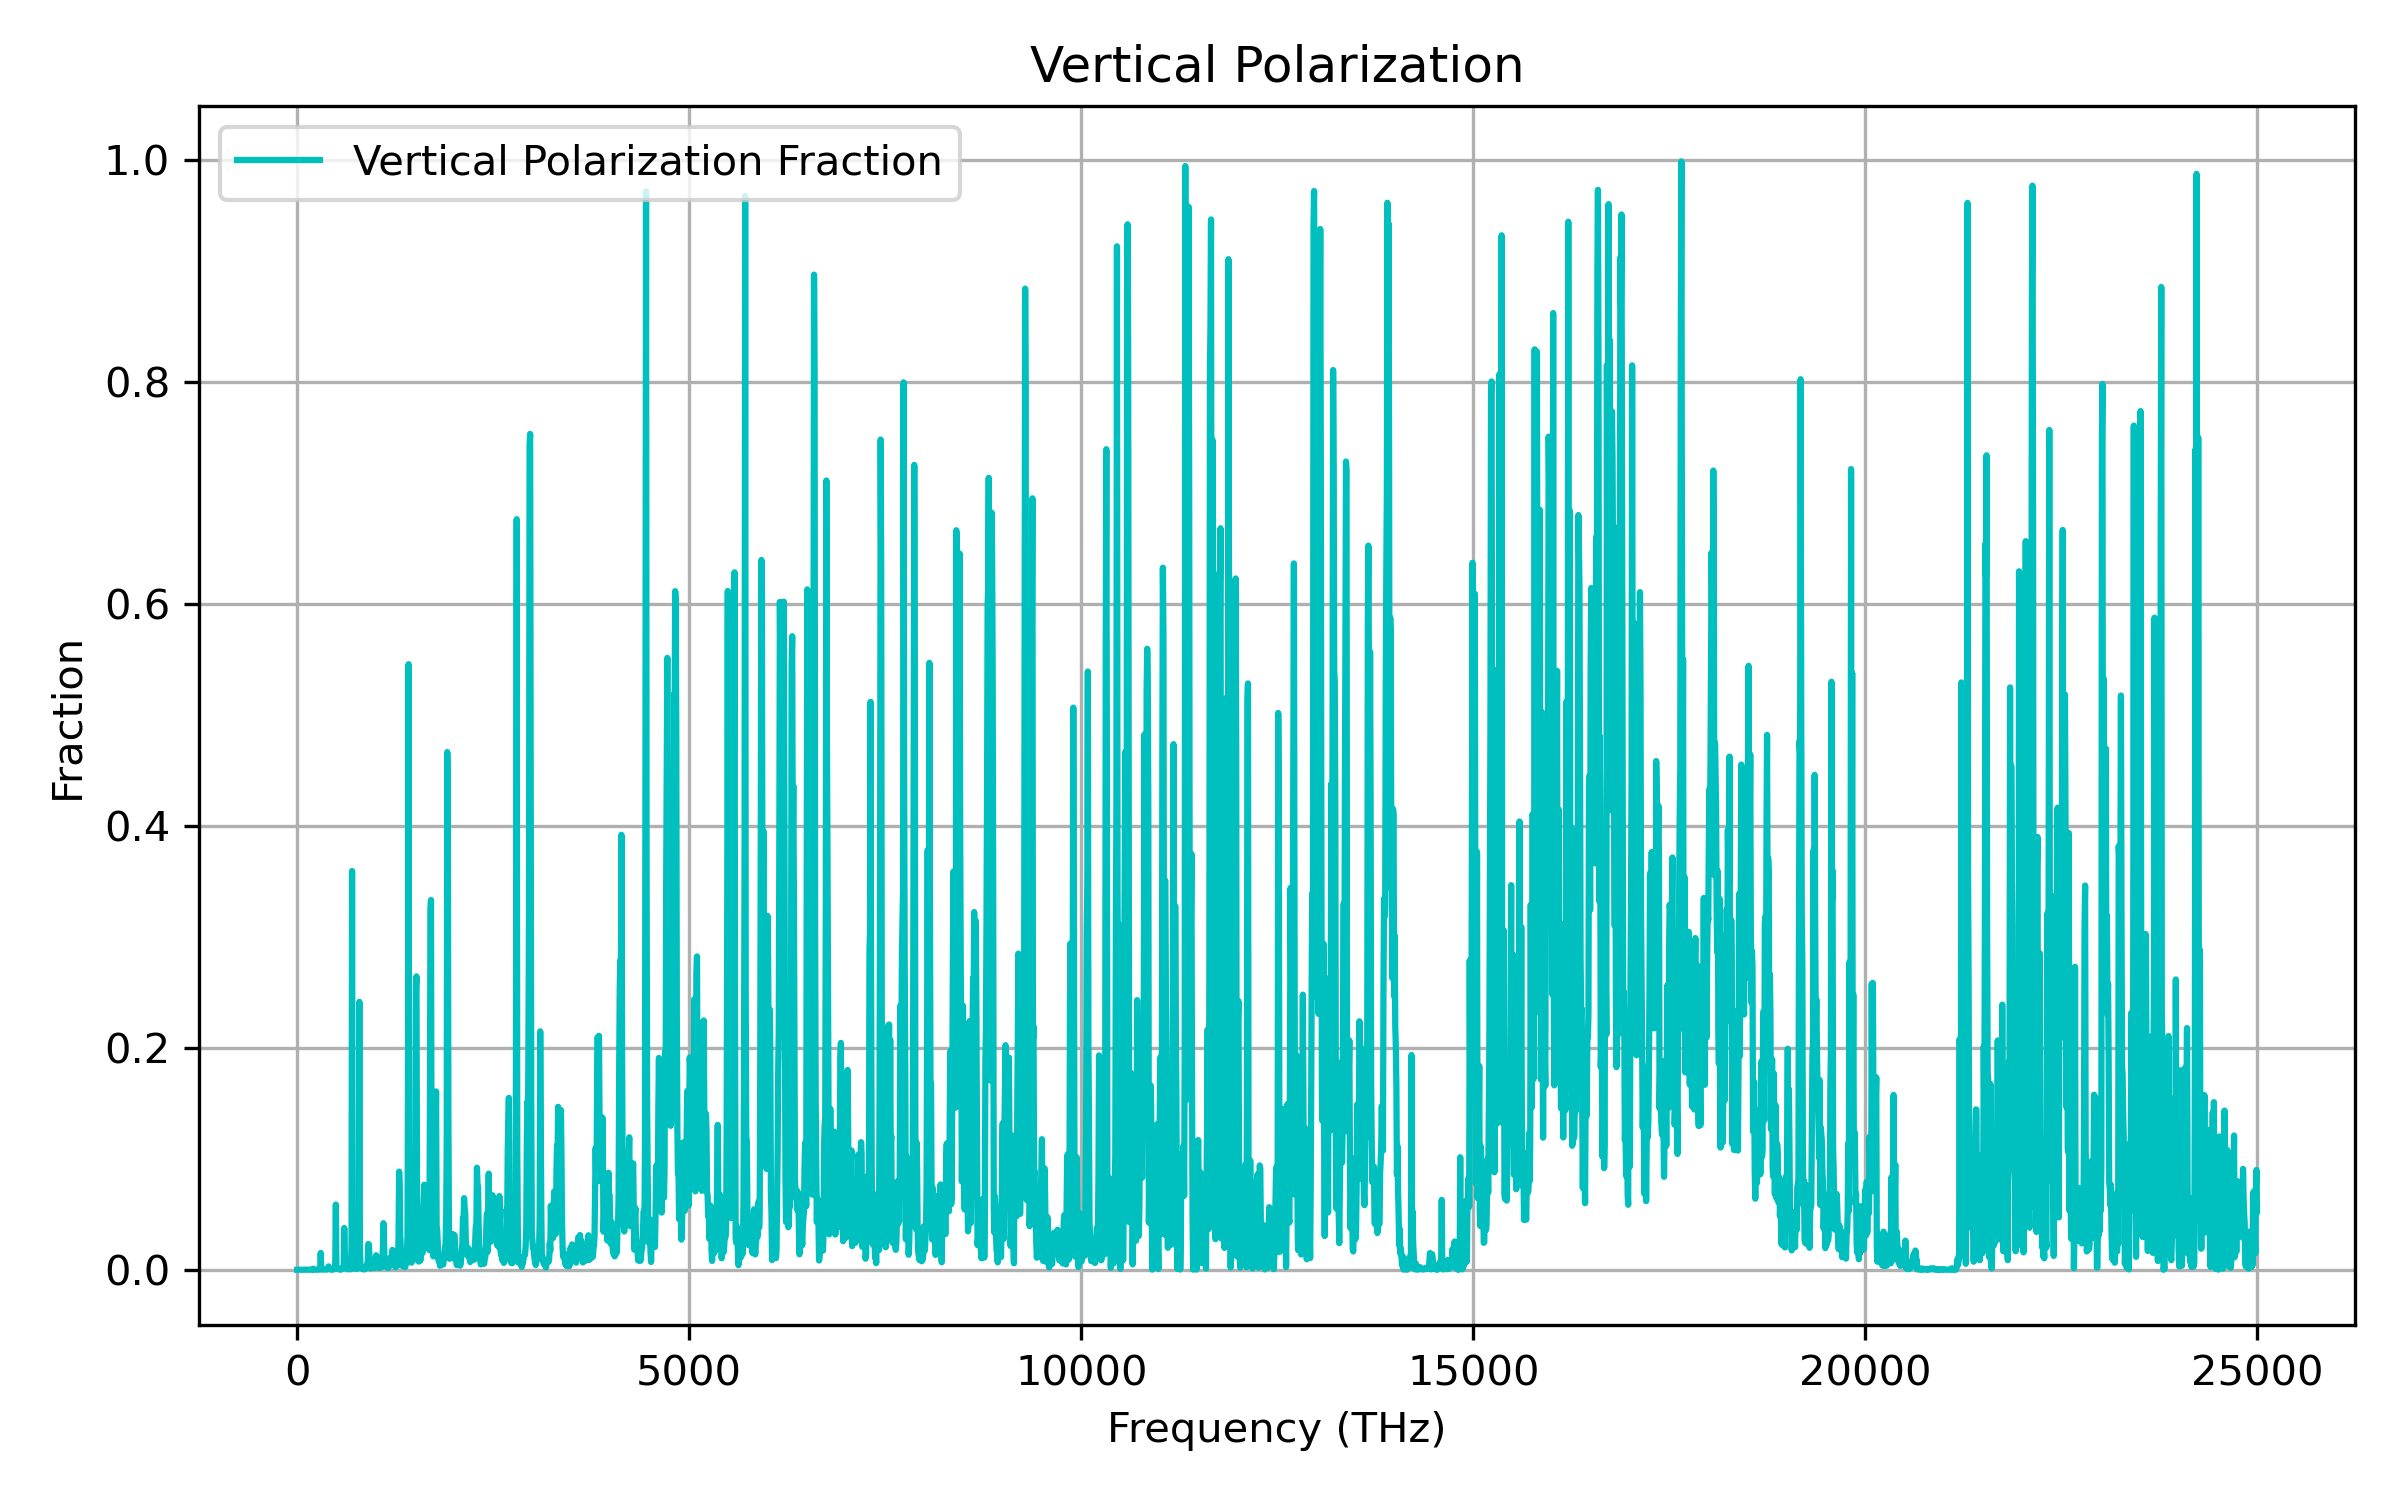 Vertical Polarization
Vertical Polarization Fraction
1.0
0.8
0.6
0.4
0.2
0.0
Fraction
0 5000 10000 15000 20000 25000
Frequency (THz)